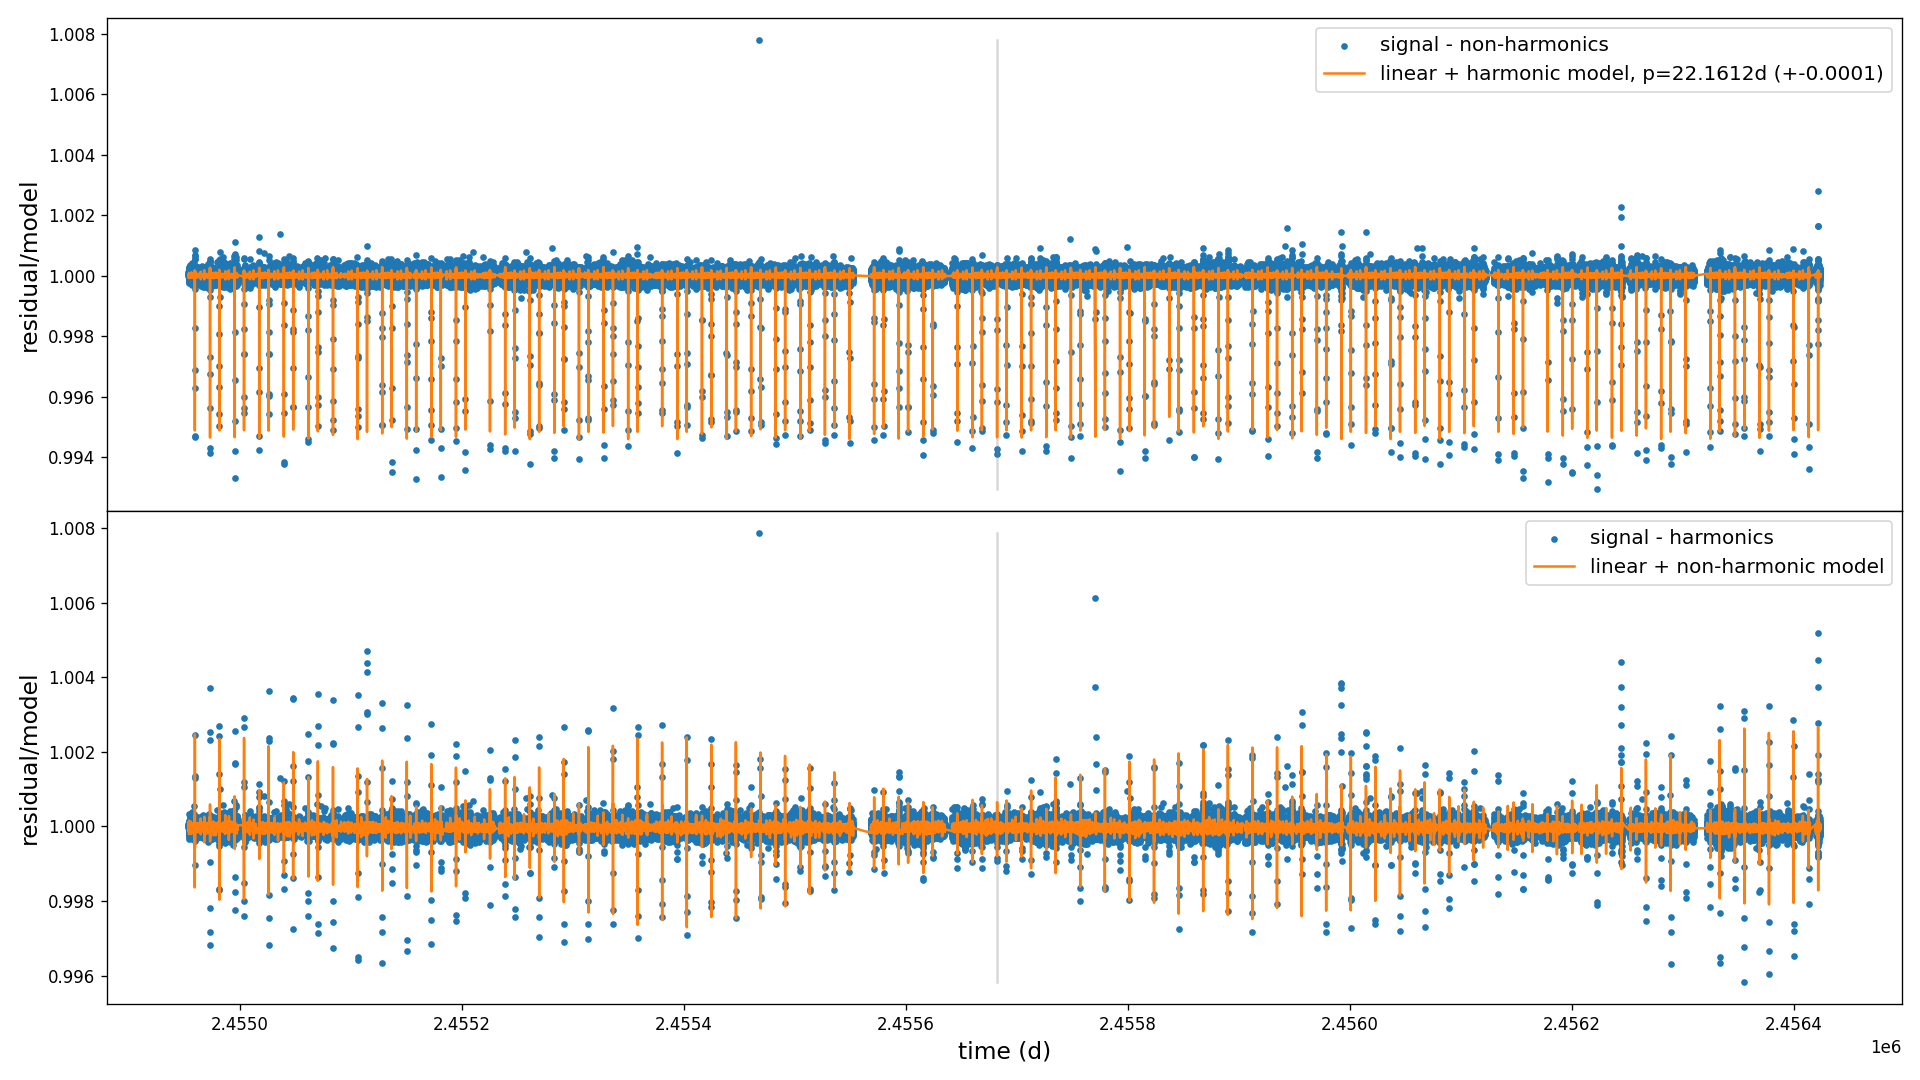 1.008
1.006
1.004
1.002
1.000
0.998
0.996
0.994
residual/model
signal - non-harmonics
linear + harmonic model, p=22.1612d (+-0.0001)
1.008
1.006
1.004
1.002
1.000
0.998
0.996
residual/model
signal - harmonics
linear + non-harmonic model
2.4550 2.4552 2.4554 2.4556 2.4558 2.4560 2.4562 2.4564
1e6
time (d)